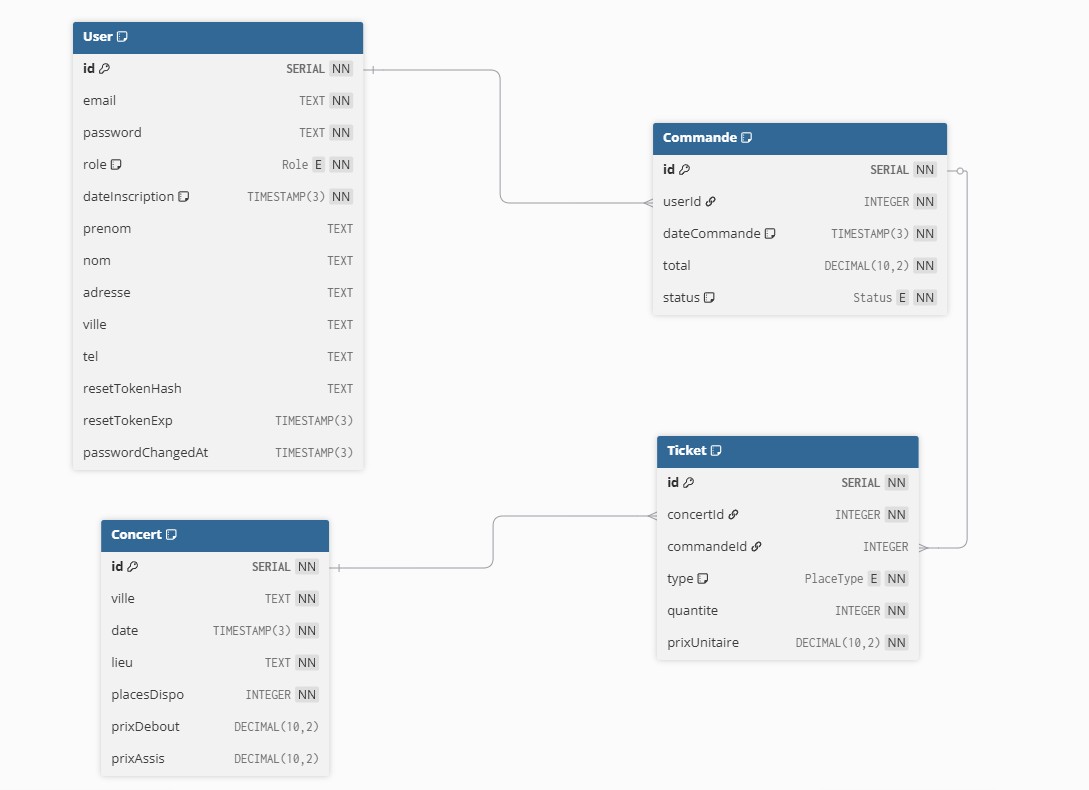 User
id SERIAL NN
email TEXT NN
password TEXT NN
role Role E NN
dateInscription TIMESTAMP(3) NN
prenom TEXT
nom TEXT
adresse TEXT
ville TEXT
tel TEXT
resetTokenHash TEXT
resetTokenExp TIMESTAMP(3)
passwordChangedAt TIMESTAMP(3)
Commande
id SERIAL NN
userId INTEGER NN
dateCommande TIMESTAMP(3) NN
total DECIMAL(10,2) NN
status Status E NN
Ticket
id SERIAL NN
concertId INTEGER NN
commandeId INTEGER
type PlaceType E NN
quantite INTEGER NN
prixUnitaire DECIMAL(10,2) NN
Concert
id SERIAL NN
ville TEXT NN
date TIMESTAMP(3) NN
lieu TEXT NN
placesDispo INTEGER NN
prixDebout DECIMAL(10,2)
prixAssis DECIMAL(10,2)